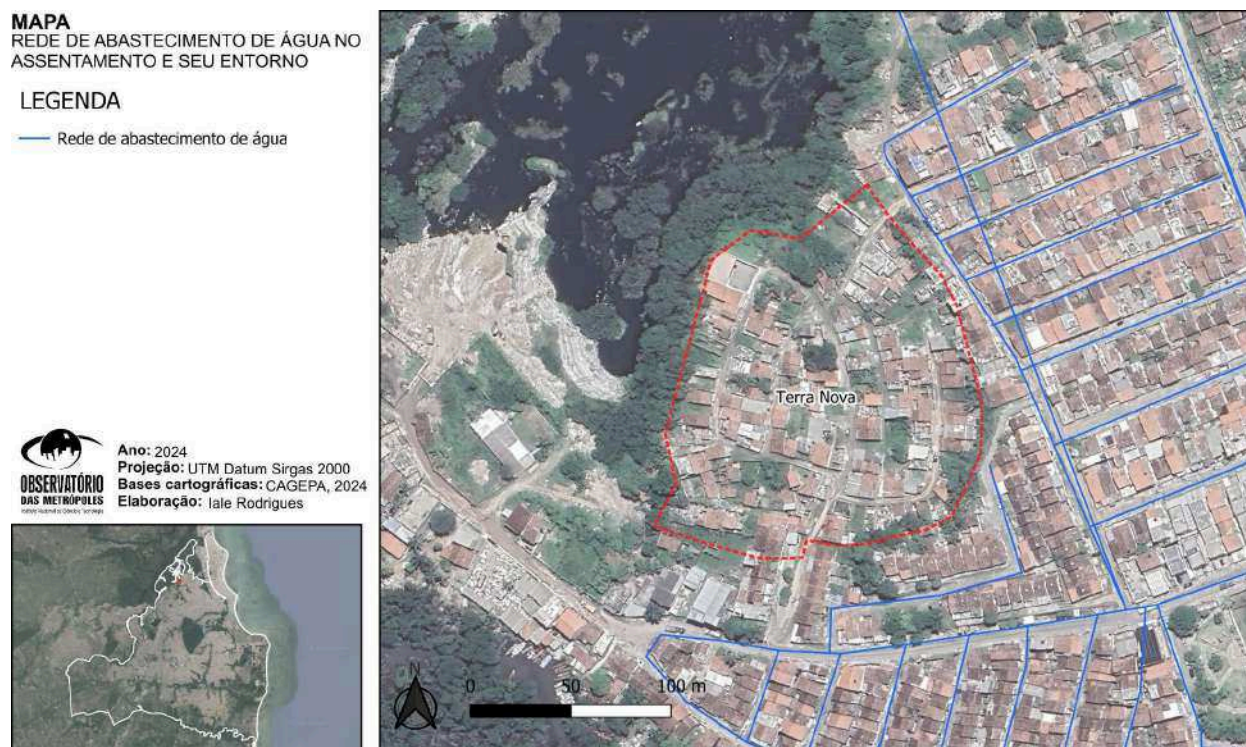 MAPA
REDE DE ABASTECIMENTO DE ÁGUA NO
ASSENTAMENTO E SEU ENTORNO
LEGENDA
Rede de abastecimento de água
OBSERVATÓRIO
DAS METRÓPOLES
Ano: 2024
Projeção: UTM Datum Sirgas 2000
Bases cartográficas: CAGEPA, 2024
Elaboração: Iale Rodrigues
Terra Nova
N
0 50 100 m